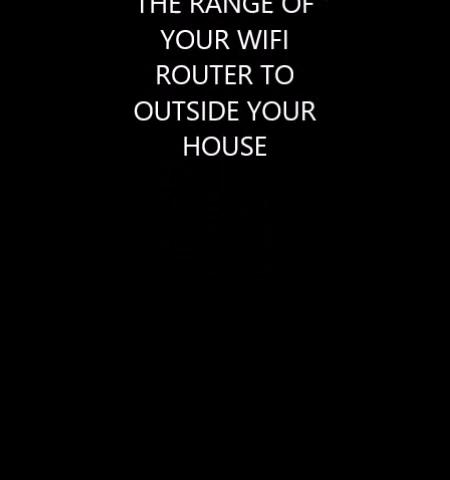 THE RANGE OF
YOUR WIFI
ROUTER TO
OUTSIDE YOUR
HOUSE